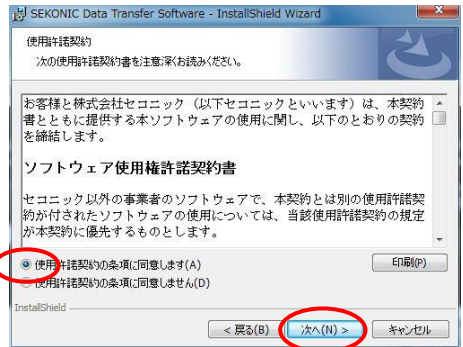 SEKONIC Data Transfer Software - InstallShield Wizard
使用許諾契約
次の使用許諾契約書を注意深くお読みください。
お客様と株式会社セコニック（以下セコニックといいます）は、本契約
書とともに提供する本ソフトウェアの使用に関し、以下のとおりの契約
を締結します。
ソフトウェア使用権許諾契約書
セコニック以外の事業者のソフトウェアで、本契約とは別の使用許諾契
約が付されたソフトウェアの使用については、当該使用許諾契約の規定
が本契約に優先するものとします。
使用許諾契約の条項に同意します(A)
印刷(P)
使用許諾契約の条項に同意しません(D)
InstallShield
< 戻る(B)
次へ(N) >
キャンセル